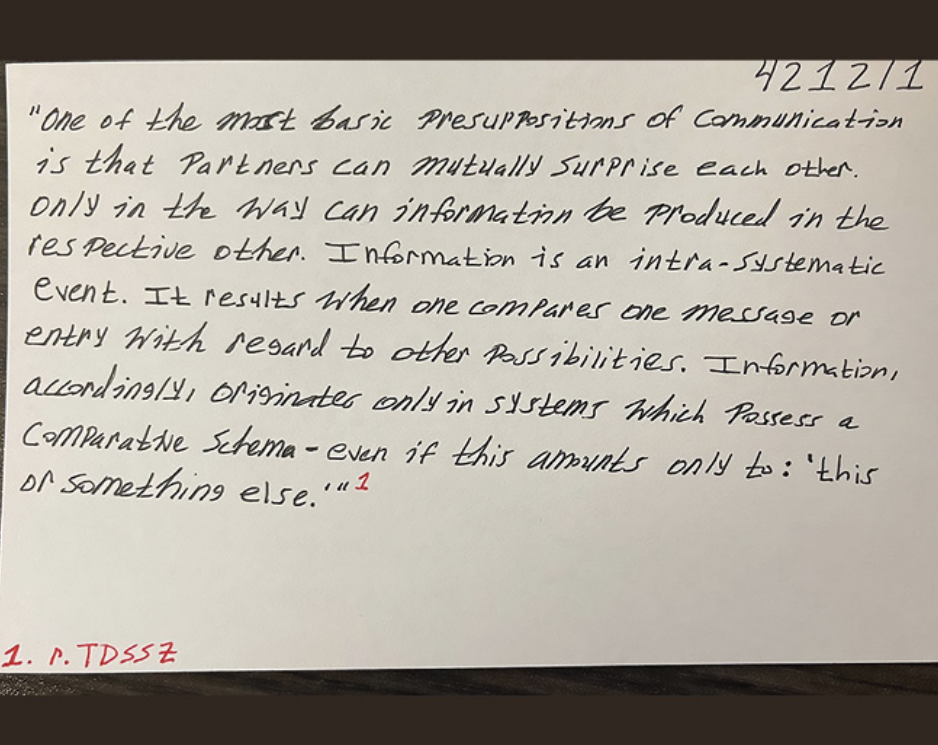 4212/1
"One of the most basic presuppositions of communication
is that partners can mutually surprise each other.
Only in the way can information be produced in the
respective other. Information is an intra-systematic
event. It results when one compares one message or
entry with regard to other possibilities. Information,
accordingly, originates only in systems which possess a
comparative schema - even if this amounts only to: 'this
or something else.'"1
1. r. TDSSZ